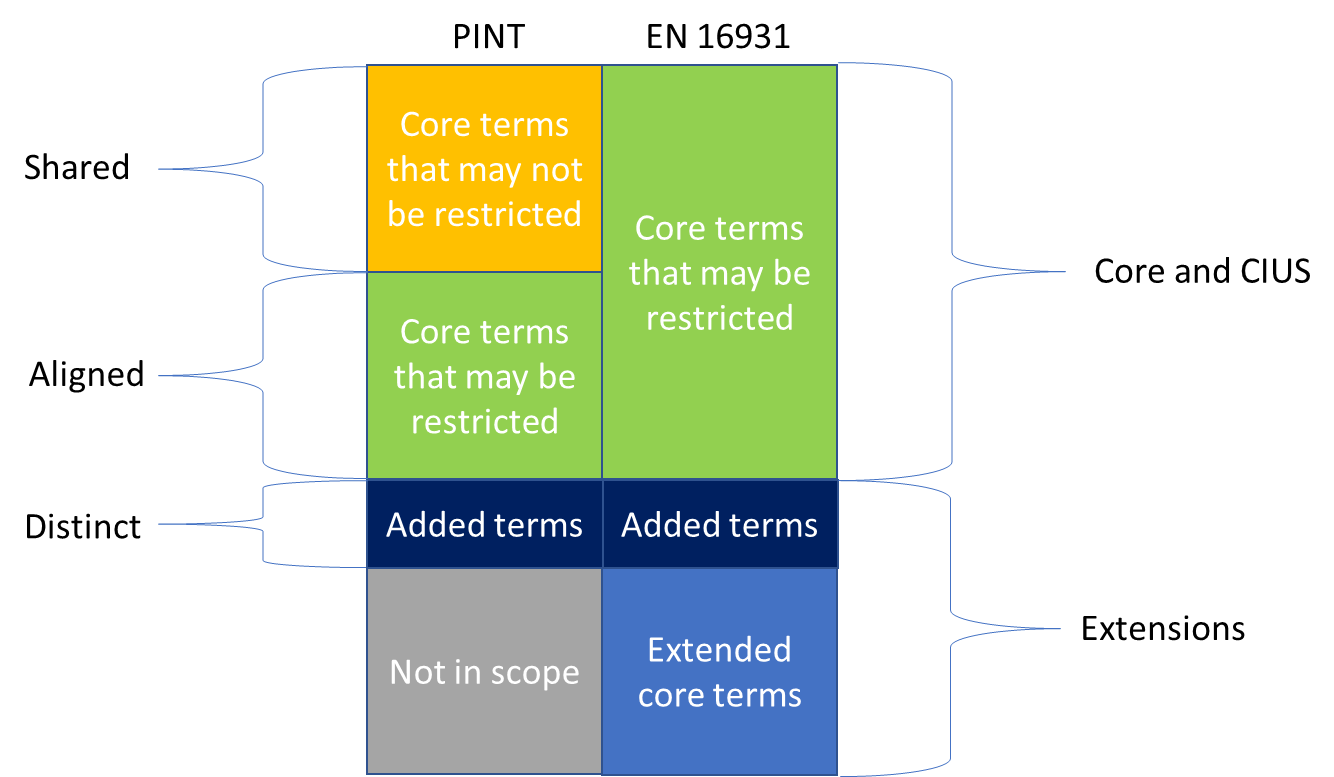 PINT
EN 16931
Shared
Core terms
that may not
be restricted
Core terms
that may be
restricted
Core and CIUS
Aligned
Core terms
that may be
restricted
Distinct
Added terms
Added terms
Extensions
Not in scope
Extended
core terms